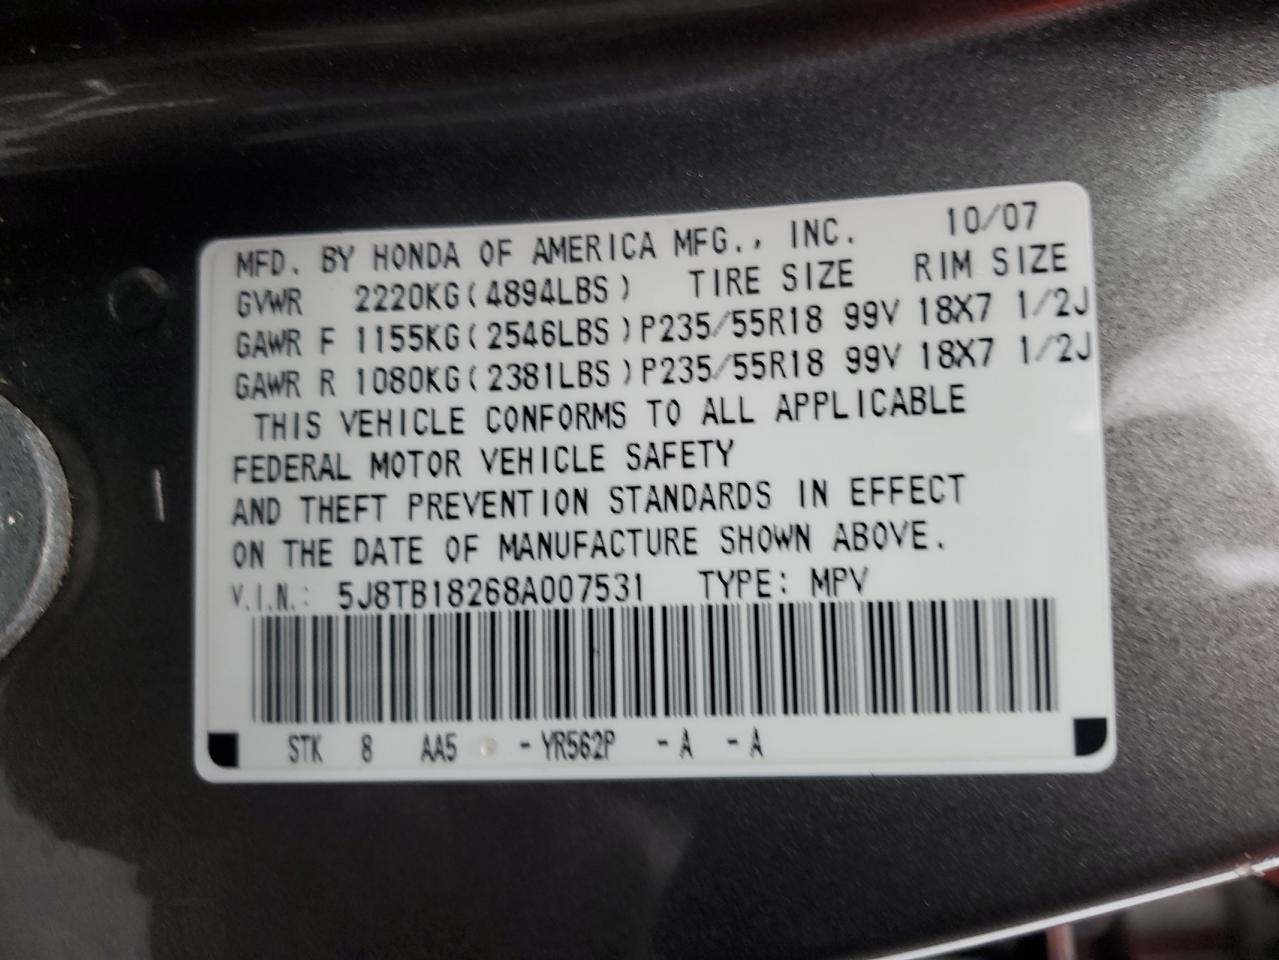 MFD. BY HONDA OF AMERICA MFG., INC. 10/07
GVWR 2220KG(4894LBS) TIRE SIZE RIM SIZE
GAWR F 1155KG(2546LBS)P235/55R18 99V 18X7 1/2J
GAWR R 1080KG(2381LBS)P235/55R18 99V 18X7 1/2J
THIS VEHICLE CONFORMS TO ALL APPLICABLE
FEDERAL MOTOR VEHICLE SAFETY
AND THEFT PREVENTION STANDARDS IN EFFECT
ON THE DATE OF MANUFACTURE SHOWN ABOVE.
V.I.N.: 5J8TB18268A007531 TYPE: MPV
STK 8 AA5 -YR562P -A -A